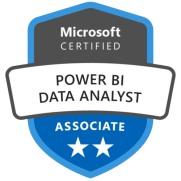 Microsoft
CERTIFIED
POWER BI
DATA ANALYST
ASSOCIATE